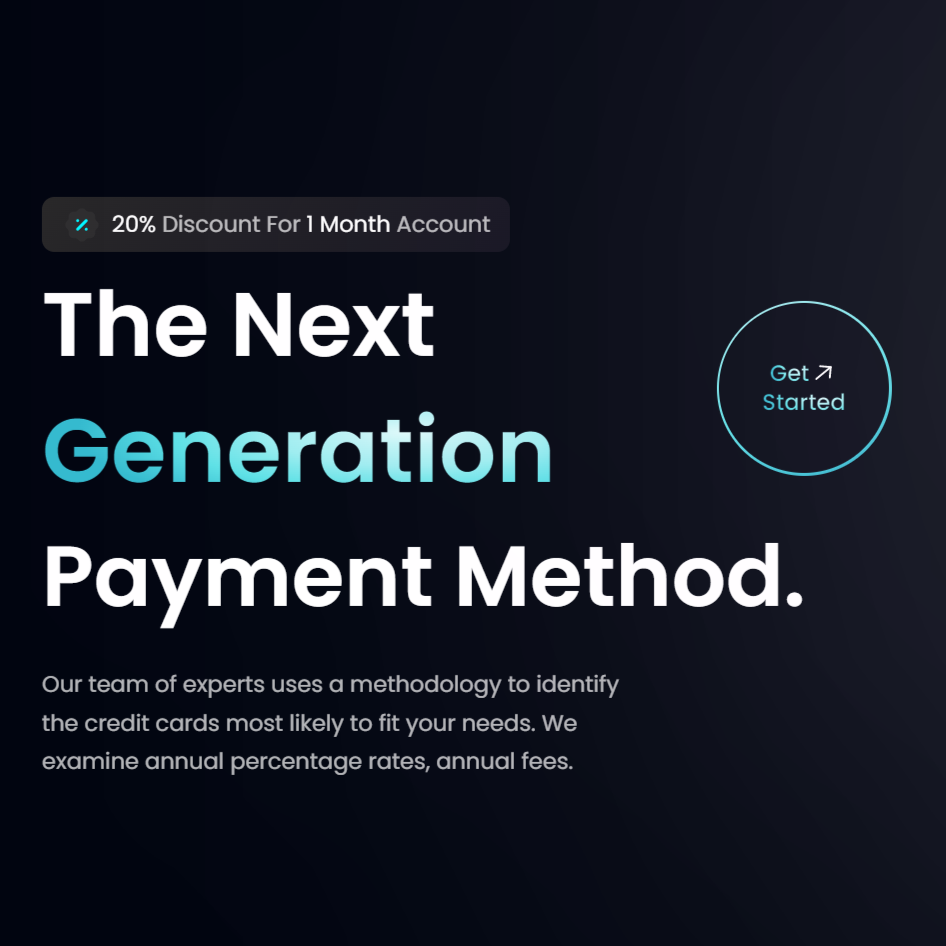 20% Discount For 1 Month Account
The Next
Generation
Payment Method.
Get
Started
Our team of experts uses a methodology to identify
the credit cards most likely to fit your needs. We
examine annual percentage rates, annual fees.